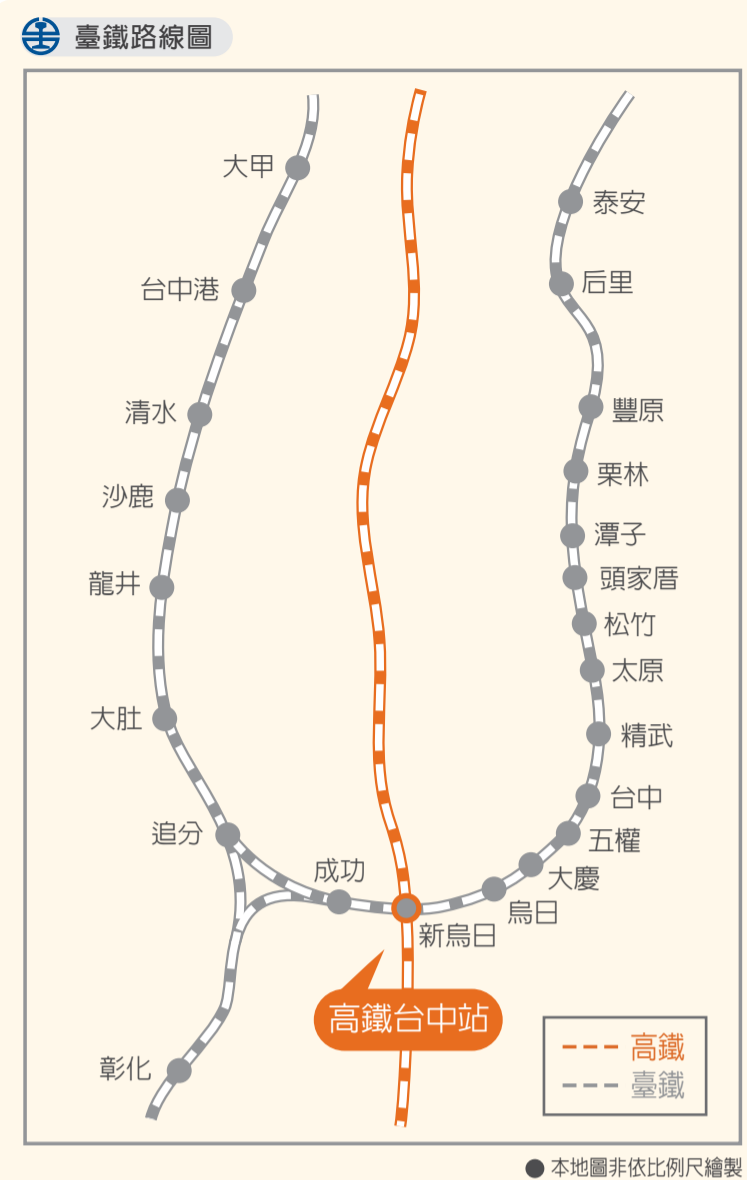 臺鐵路線圖
大甲
泰安
后里
台中港
豐原
清水
栗林
沙鹿
潭子
頭家厝
龍井
松竹
太原
大肚
精武
台中
追分
五權
成功
大慶
烏日
新烏日
高鐵台中站
高鐵
彰化
臺鐵
本地圖非依比例尺繪製